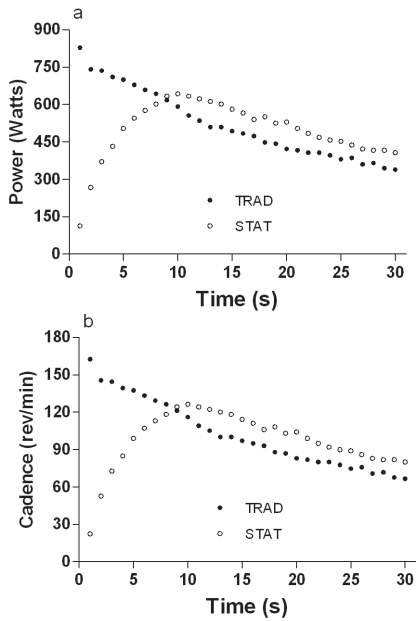 a
900
750
600
450
300
150
0
Power (Watts)
TRAD
STAT
0 5 10 15 20 25 30
Time (s)
b
180
150
120
90
60
30
0
Cadence (rev/min)
TRAD
STAT
0 5 10 15 20 25 30
Time (s)